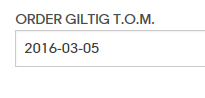 ORDER GILTIG T.O.M.
2016-03-05